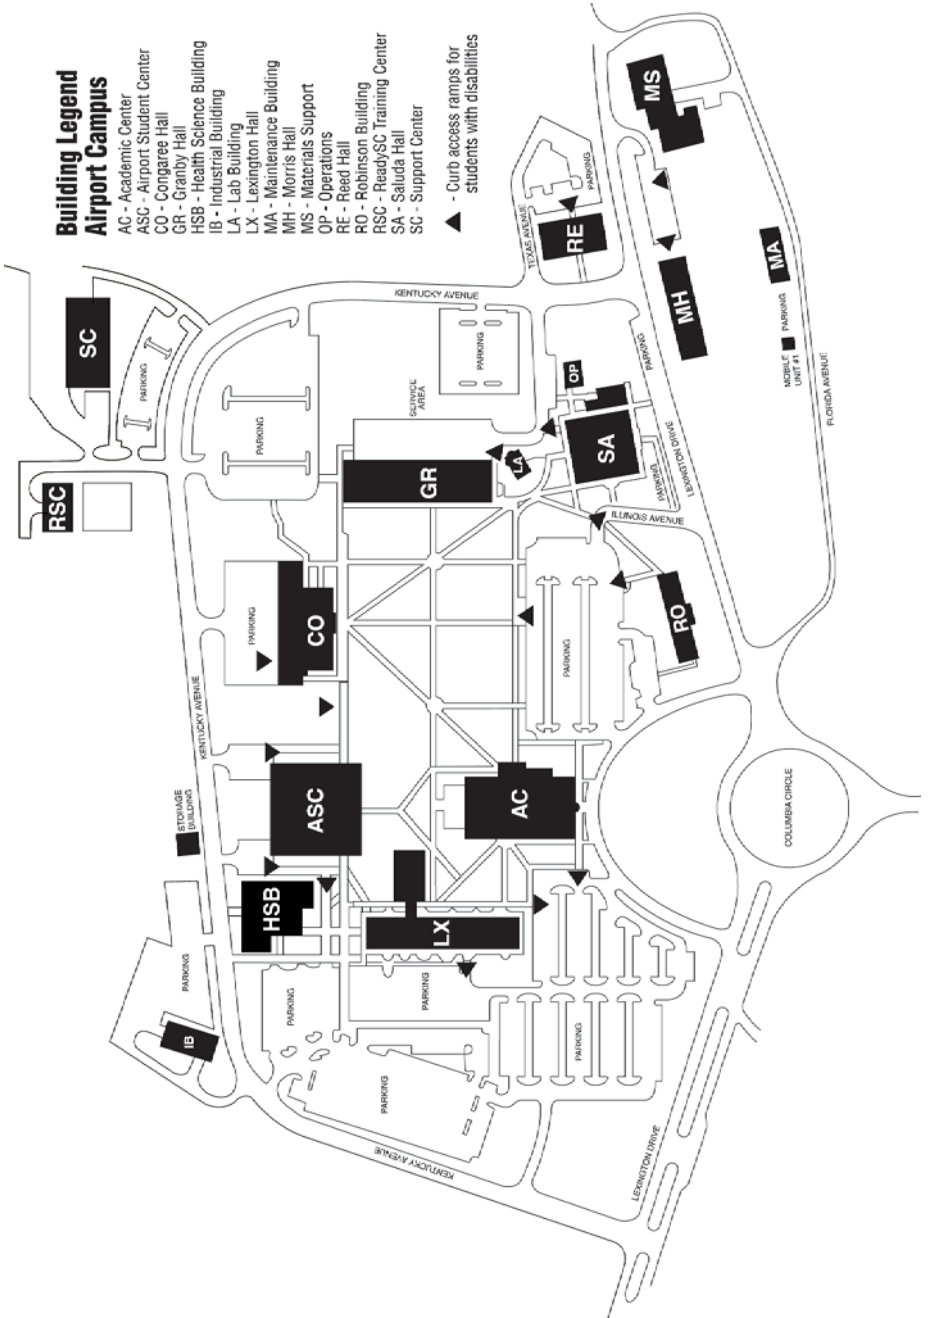 Building Legend
Airport Campus
AC - Academic Center
ASC - Airport Student Center
CO - Congaree Hall
GR - Granby Hall
HSB - Health Science Building
IB - Industrial Building
LA - Lab Building
LX - Lexington Hall
MA - Maintenance Building
MH - Morris Hall
MS - Materials Support
OP - Operations
RE - Reed Hall
RO - Robinson Building
RSC - ReadySC Training Center
SA - Saluda Hall
SC - Support Center
- Curb access ramps for
students with disabilities
MS
RE
PARKING
TEXAS AVENUE
MA
MH
PARKING
MOBILE
UNIT #1
FLORIDA AVENUE
KENTUCKY AVENUE
SC
PARKING
PARKING
SERVICE
AREA
PARKING
OP
PARKING
SA
LA
GR
PARKING
LEXINGTON DRIVE
ILLINOIS AVENUE
RSC
CO
PARKING
PARKING
RO
KENTUCKY AVENUE
STORAGE
BUILDING
ASC
AC
COLUMBIA CIRCLE
HSB
LX
PARKING
IB
PARKING
PARKING
PARKING
PARKING
KENTUCKY AVENUE
LEXINGTON DRIVE